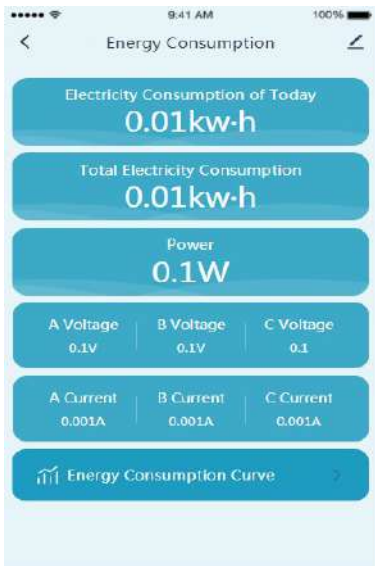 9:41 AM 100%
Energy Consumption
Electricity Consumption of Today
0.01kw·h
Total Electricity Consumption
0.01kw·h
Power
0.1W
A Voltage B Voltage C Voltage
0.1V 0.1V 0.1
A Current B Current C Current
0.001A 0.001A 0.001A
Energy Consumption Curve